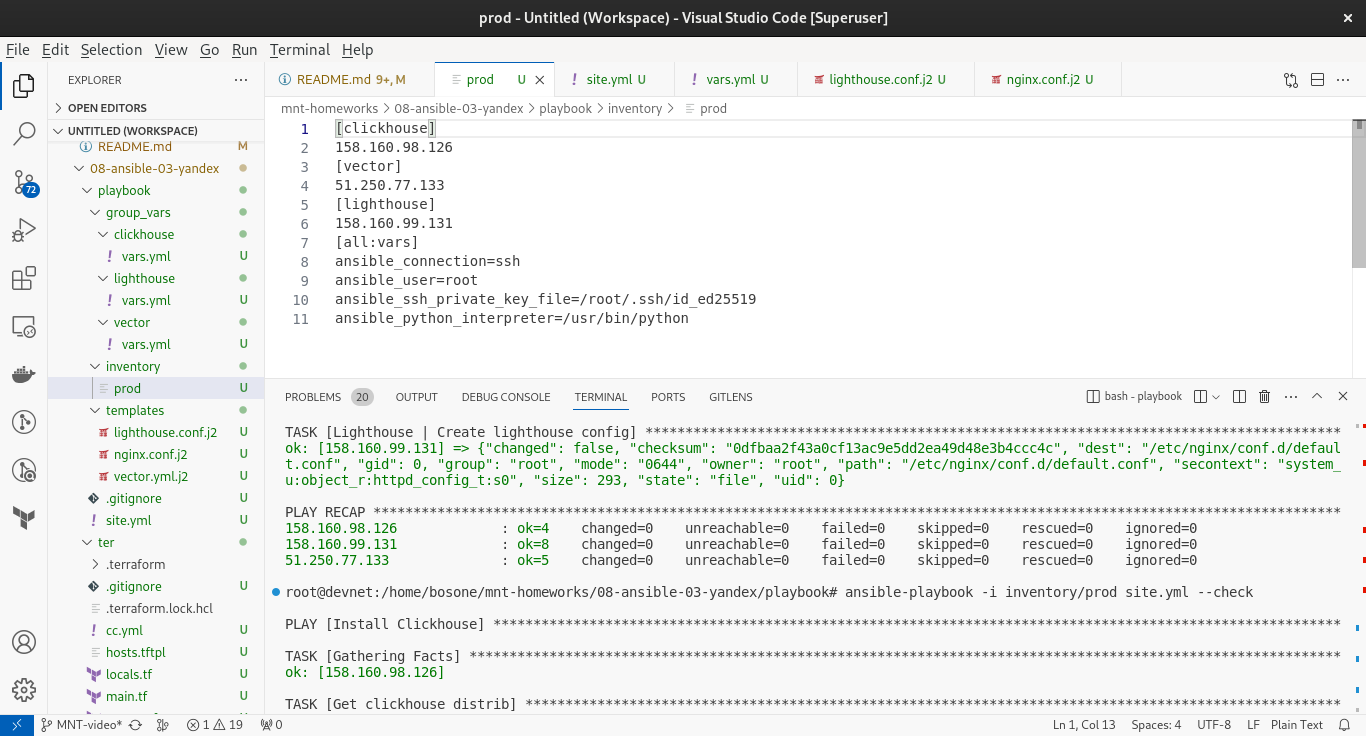 prod - Untitled (Workspace) - Visual Studio Code [Superuser]
File Edit Selection View Go Run Terminal Help
EXPLORER
OPEN EDITORS
UNTITLED (WORKSPACE)
README.md M
08-ansible-03-yandex
playbook
group_vars
clickhouse
vars.yml U
lighthouse
vars.yml U
vector
vars.yml U
inventory
prod U
templates
lighthouse.conf.j2 U
nginx.conf.j2 U
vector.yml.j2 U
.gitignore U
site.yml U
ter
.terraform
.gitignore U
.terraform.lock.hcl
cc.yml U
hosts.tftpl U
locals.tf U
main.tf U
72
README.md 9+, M prod U site.yml U vars.yml U lighthouse.conf.j2 U nginx.conf.j2 U
mnt-homeworks > 08-ansible-03-yandex > playbook > inventory > prod
1 [clickhouse]
2 158.160.98.126
3 [vector]
4 51.250.77.133
5 [lighthouse]
6 158.160.99.131
7 [all:vars]
8 ansible_connection=ssh
9 ansible_user=root
10 ansible_ssh_private_key_file=/root/.ssh/id_ed25519
11 ansible_python_interpreter=/usr/bin/python
PROBLEMS 20 OUTPUT DEBUG CONSOLE TERMINAL PORTS GITLENS bash - playbook
TASK [Lighthouse | Create lighthouse config] ***************************************************************************************
ok: [158.160.99.131] => {"changed": false, "checksum": "0dfbaa2f43a0cf13ac9e5dd2ea49d48e3b4ccc4c", "dest": "/etc/nginx/conf.d/defaul
t.conf", "gid": 0, "group": "root", "mode": "0644", "owner": "root", "path": "/etc/nginx/conf.d/default.conf", "secontext": "system_
u:object_r:httpd_config_t:s0", "size": 293, "state": "file", "uid": 0}
PLAY RECAP *************************************************************************************************************************
158.160.98.126 : ok=4 changed=0 unreachable=0 failed=0 skipped=0 rescued=0 ignored=0
158.160.99.131 : ok=8 changed=0 unreachable=0 failed=0 skipped=0 rescued=0 ignored=0
51.250.77.133 : ok=5 changed=0 unreachable=0 failed=0 skipped=0 rescued=0 ignored=0
root@devnet:/home/bosone/mnt-homeworks/08-ansible-03-yandex/playbook# ansible-playbook -i inventory/prod site.yml --check
PLAY [Install Clickhouse] **********************************************************************************************************
TASK [Gathering Facts] *************************************************************************************************************
ok: [158.160.98.126]
TASK [Get clickhouse distrib] ******************************************************************************************************
MNT-video* 1 19 0 Ln 1, Col 13 Spaces: 4 UTF-8 LF Plain Text